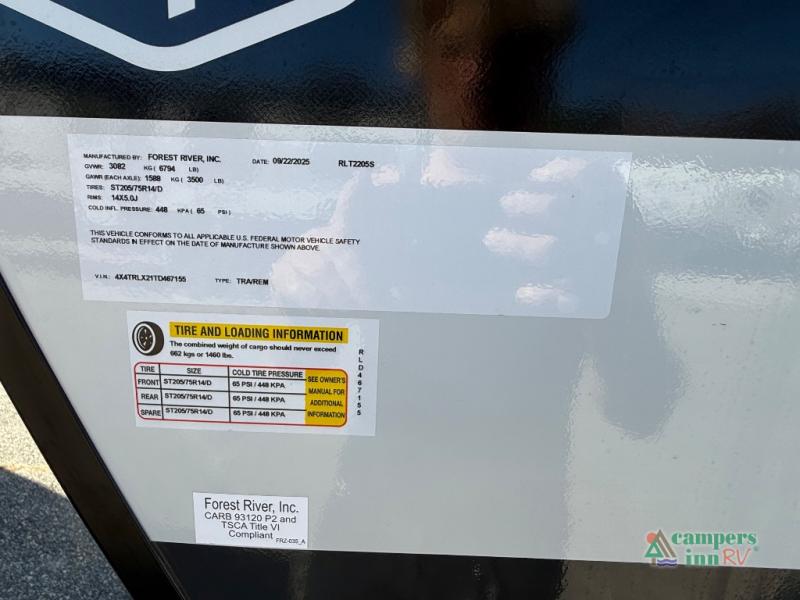 MANUFACTURED BY: FOREST RIVER, INC. DATE: 09/22/2025 RLT2205S
GVWR: 3082 KG ( 6794 LB)
GAWR (EACH AXLE): 1588 KG ( 3500 LB)
TIRES: ST205/75R14/D
RIMS: 14X5.0J
COLD INFL. PRESSURE: 448 KPA ( 65 PSI )
THIS VEHICLE CONFORMS TO ALL APPLICABLE U.S. FEDERAL MOTOR VEHICLE SAFETY
STANDARDS IN EFFECT ON THE DATE OF MANUFACTURE SHOWN ABOVE.
V.I.N.: 4X4TRLX21TD467155 TYPE: TRA/REM
TIRE AND LOADING INFORMATION
The combined weight of cargo should never exceed
662 kgs or 1460 lbs.
TIRE SIZE COLD TIRE PRESSURE
FRONT ST205/75R14/D 65 PSI / 448 KPA
REAR ST205/75R14/D 65 PSI / 448 KPA
SPARE ST205/75R14/D 65 PSI / 448 KPA
SEE OWNER'S
MANUAL FOR
ADDITIONAL
INFORMATION
RLD467155
Forest River, Inc.
CARB 93120 P2 and
TSCA Title VI
Compliant
FRZ-035_A
campers
inn RV